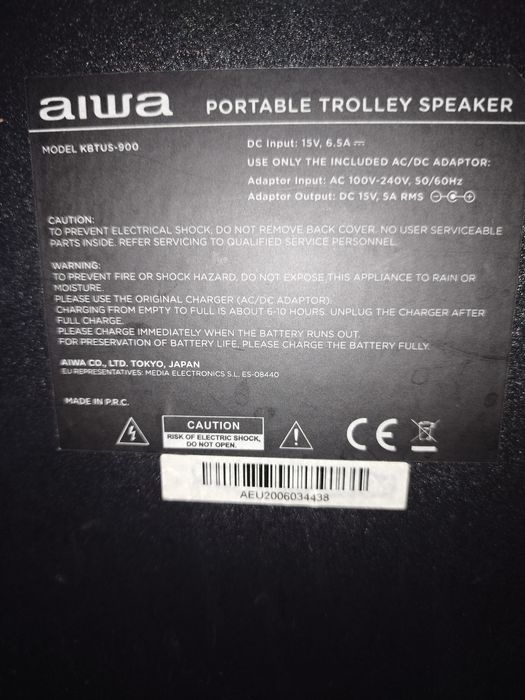 aiwa PORTABLE TROLLEY SPEAKER
MODEL KBTUS-900
DC Input: 15V, 6.5A ⎓
USE ONLY THE INCLUDED AC/DC ADAPTOR:
Adaptor Input: AC 100V-240V, 50/60Hz
Adaptor Output: DC 15V, 5A RMS
CAUTION:
TO PREVENT ELECTRICAL SHOCK, DO NOT REMOVE BACK COVER. NO USER SERVICEABLE
PARTS INSIDE. REFER SERVICING TO QUALIFIED SERVICE PERSONNEL.
WARNING:
TO PREVENT FIRE OR SHOCK HAZARD, DO NOT EXPOSE THIS APPLIANCE TO RAIN OR
MOISTURE.
PLEASE USE THE ORIGINAL CHARGER (AC/DC ADAPTOR).
CHARGING FROM EMPTY TO FULL IS ABOUT 6-10 HOURS. UNPLUG THE CHARGER AFTER
FULL CHARGE.
PLEASE CHARGE IMMEDIATELY WHEN THE BATTERY RUNS OUT.
FOR PRESERVATION OF BATTERY LIFE, PLEASE CHARGE THE BATTERY FULLY.
AIWA CO., LTD. TOKYO, JAPAN
EU REPRESENTATIVES: MEDIA ELECTRONICS S.L. ES-08440
MADE IN P.R.C.
CAUTION
RISK OF ELECTRIC SHOCK,
DO NOT OPEN.
CE
AEU2006034438